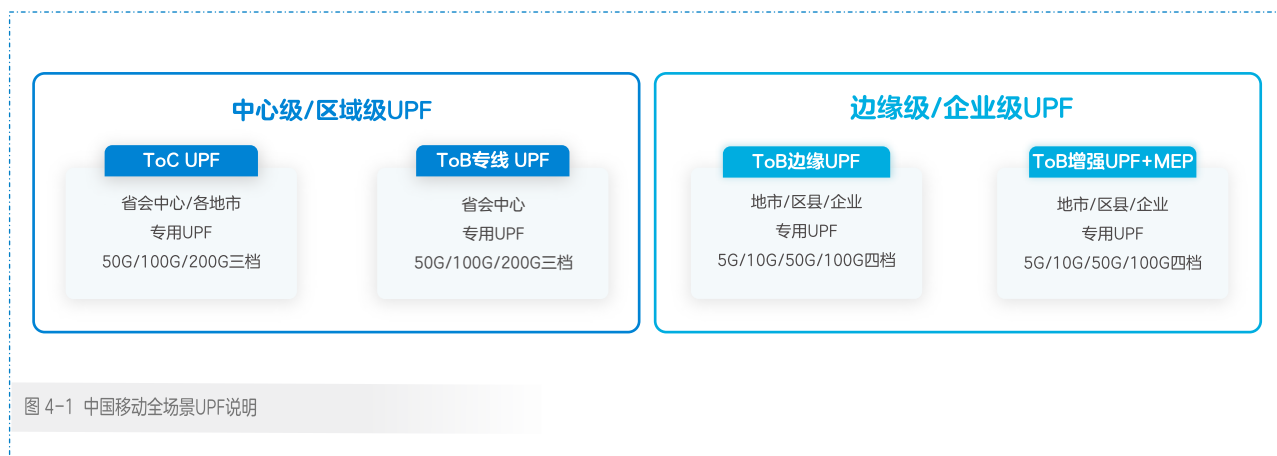 中心级/区域级UPF
ToC UPF
省会中心/各地市
专用UPF
50G/100G/200G三档
ToB专线 UPF
省会中心
专用UPF
50G/100G/200G三档
边缘级/企业级UPF
ToB边缘UPF
地市/区县/企业
专用UPF
5G/10G/50G/100G四档
ToB增强UPF+MEP
地市/区县/企业
专用UPF
5G/10G/50G/100G四档
图 4-1 中国移动全场景UPF说明